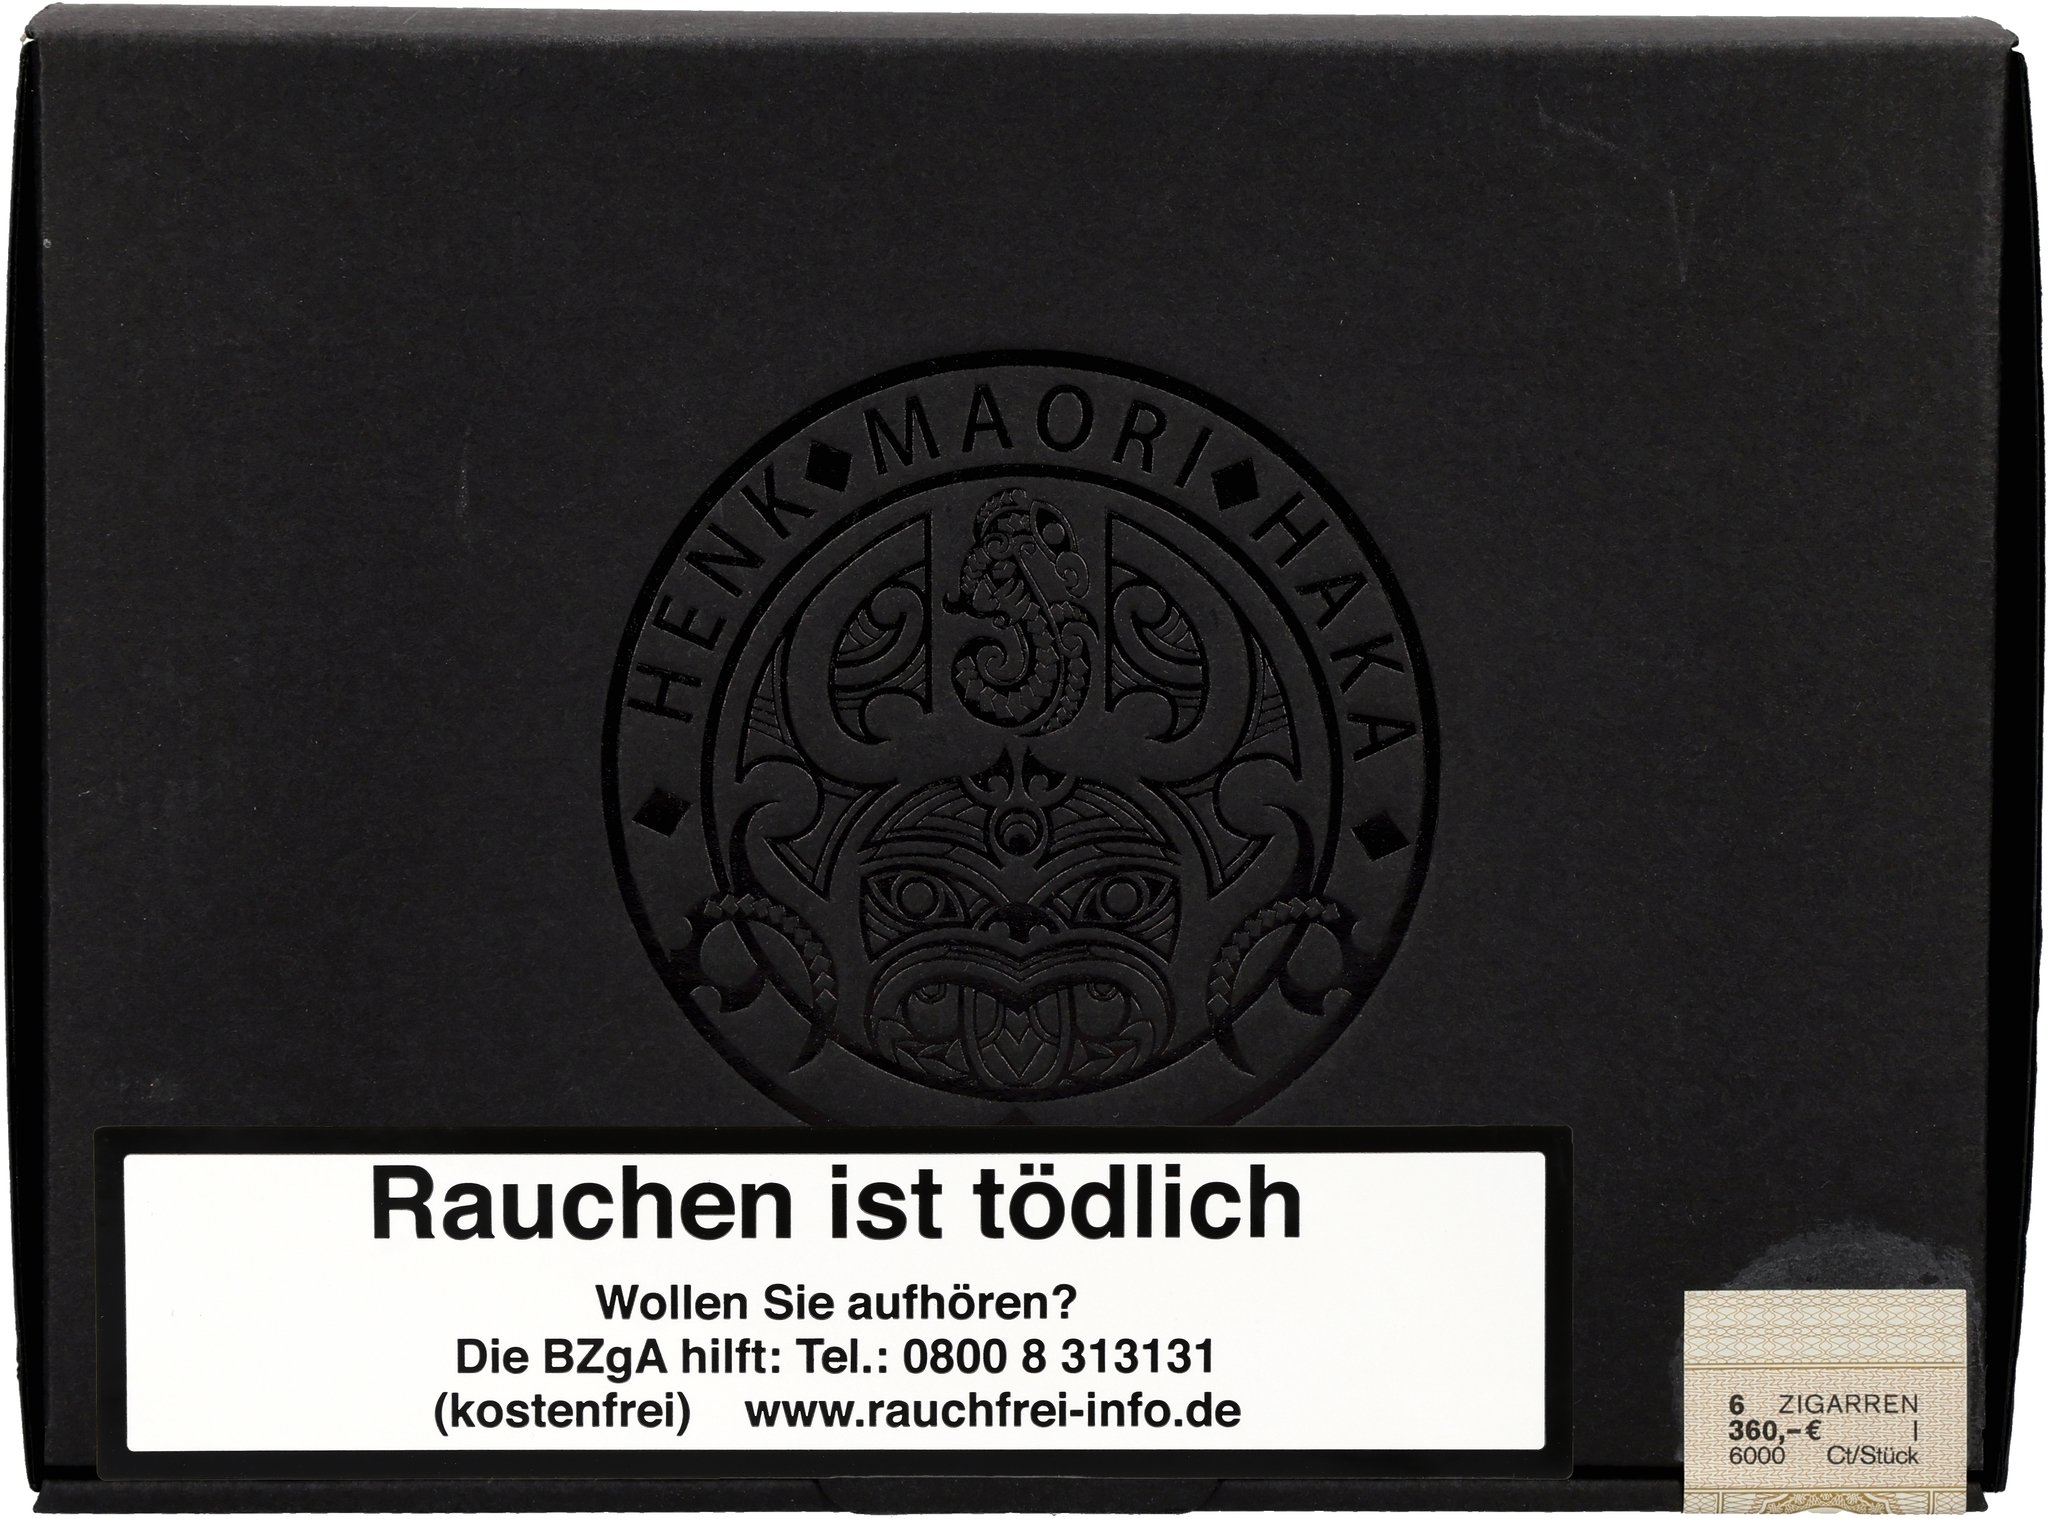 HENK◆MAORI◆HAKA
Rauchen ist tödlich
Wollen Sie aufhören?
Die BZgA hilft: Tel.: 0800 8 313131
(kostenfrei) www.rauchfrei-info.de
6 ZIGARREN
360,-€ I
6000 Ct/Stück